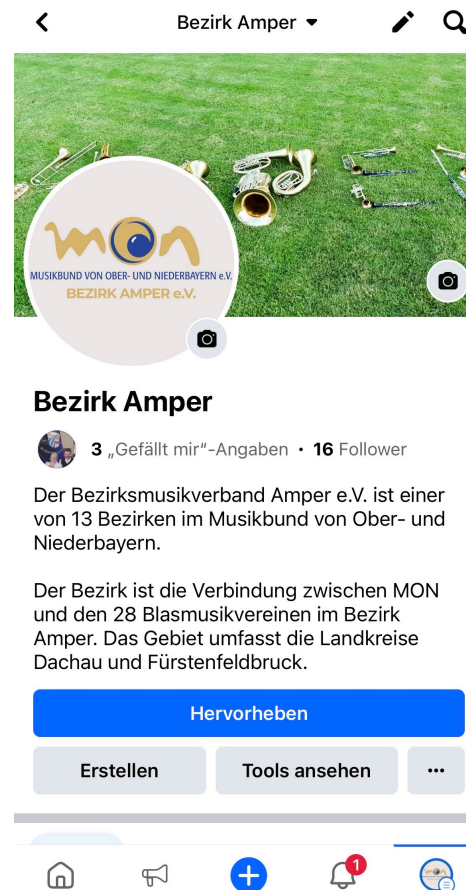 Bezirk Amper
mon
MUSIKBUND VON OBER- UND NIEDERBAYERN e.V.
BEZIRK AMPER e.V.
Bezirk Amper
3 „Gefällt mir“-Angaben • 16 Follower
Der Bezirksmusikverband Amper e.V. ist einer
von 13 Bezirken im Musikbund von Ober- und
Niederbayern.
Der Bezirk ist die Verbindung zwischen MON
und den 28 Blasmusikvereinen im Bezirk
Amper. Das Gebiet umfasst die Landkreise
Dachau und Fürstenfeldbruck.
Hervorheben
Erstellen
Tools ansehen
1